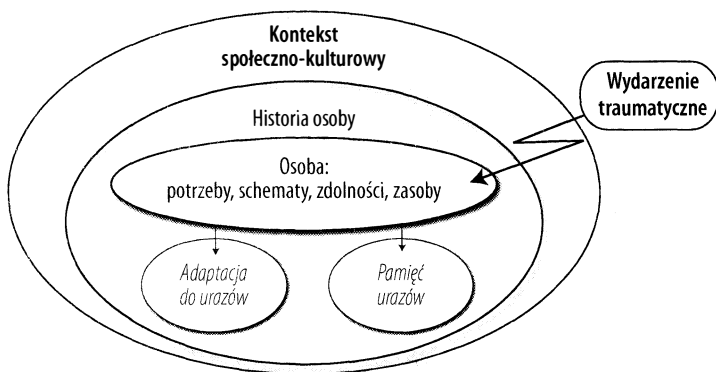 Kontekst
społeczno-kulturowy
Wydarzenie
traumatyczne
Historia osoby
Osoba:
potrzeby, schematy, zdolności, zasoby
Adaptacja
do urazów
Pamięć
urazów